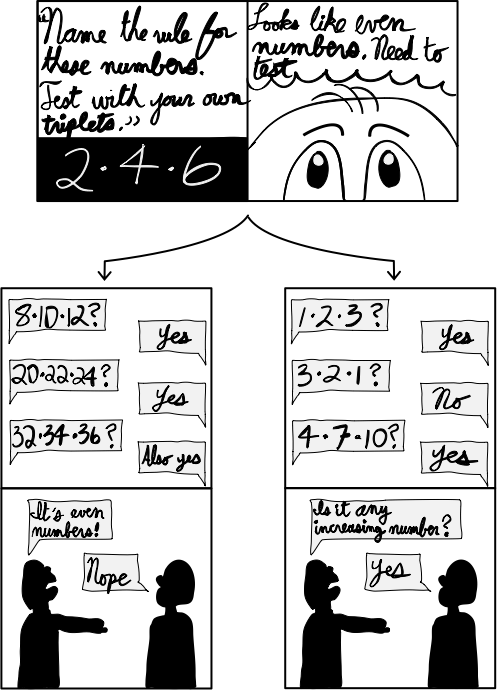 "Name the rule for
these numbers.
Test with your own
triplets."
2·4·6
Looks like even
numbers. Need to
test
8·10·12?
Yes
20·22·24?
Yes
32·34·36?
Also yes
It's even
numbers!
Nope
1·2·3?
Yes
3·2·1?
No
4·7·10?
Yes
Is it any
increasing number?
Yes